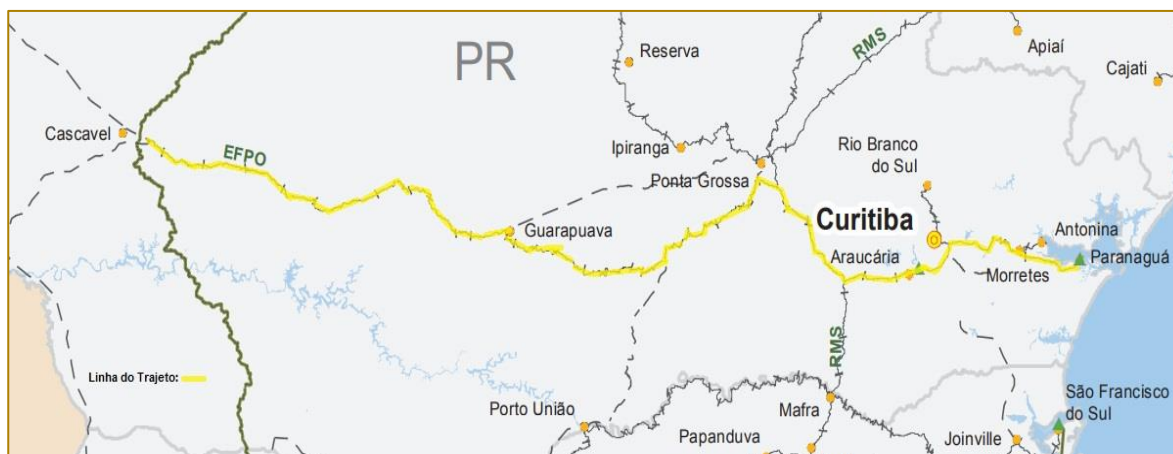 PR
Reserva
RMS
Apiaí
Cajati
Cascavel
EFPO
Ipiranga
Ponta Grossa
Rio Branco
do Sul
Guarapuava
Curitiba
Antonina
Araucária
Morretes
Paranaguá
RMS
Linha do Trajeto:
Porto União
Mafra
São Francisco
do Sul
Papanduva
Joinville